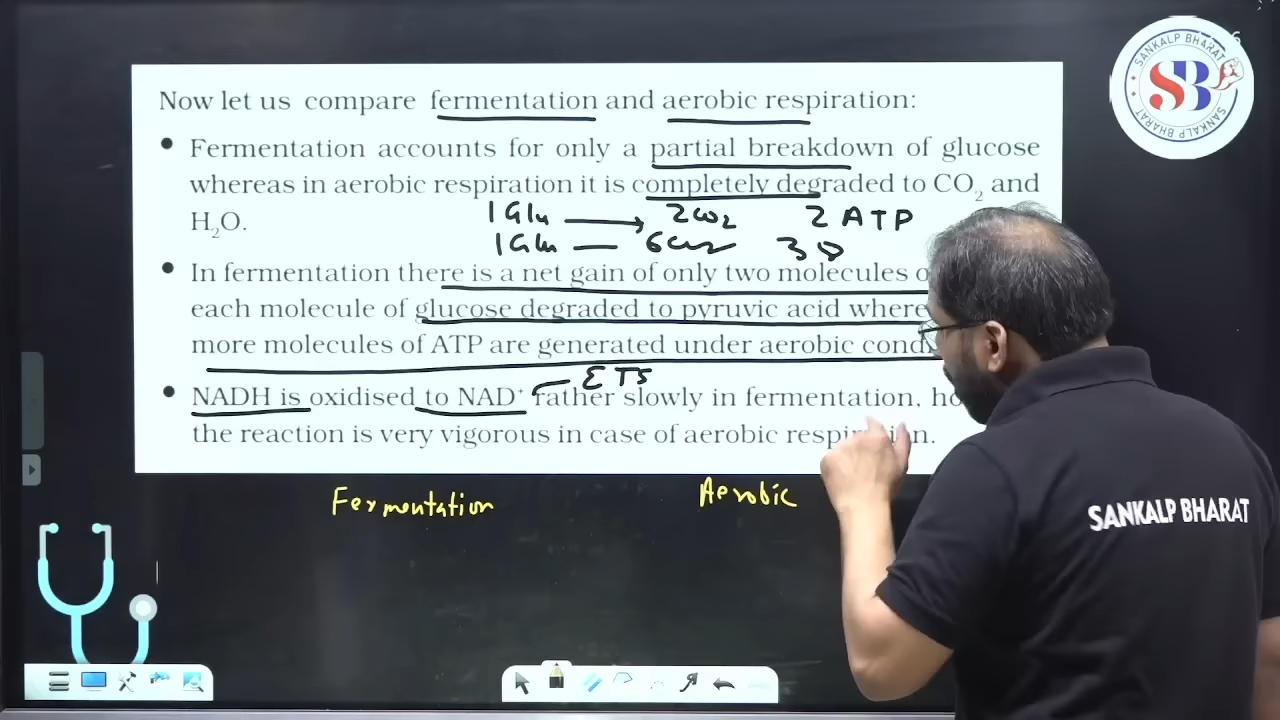 SANKALP BHARAT
SB
SANKALP BHARAT
Now let us compare fermentation and aerobic respiration:
• Fermentation accounts for only a partial breakdown of glucose
whereas in aerobic respiration it is completely degraded to CO₂ and
H₂O.
1 Glu → 2CO₂ 2 ATP
1 Glu — 6CO₂ 38
• In fermentation there is a net gain of only two molecules
each molecule of glucose degraded to pyruvic acid
more molecules of ATP are generated under aerobic
ETS
• NADH is oxidised to NAD⁺ rather slowly in fermentation,
the reaction is very vigorous in case of aerobic
Fermentation Aerobic
SANKALP BHARAT